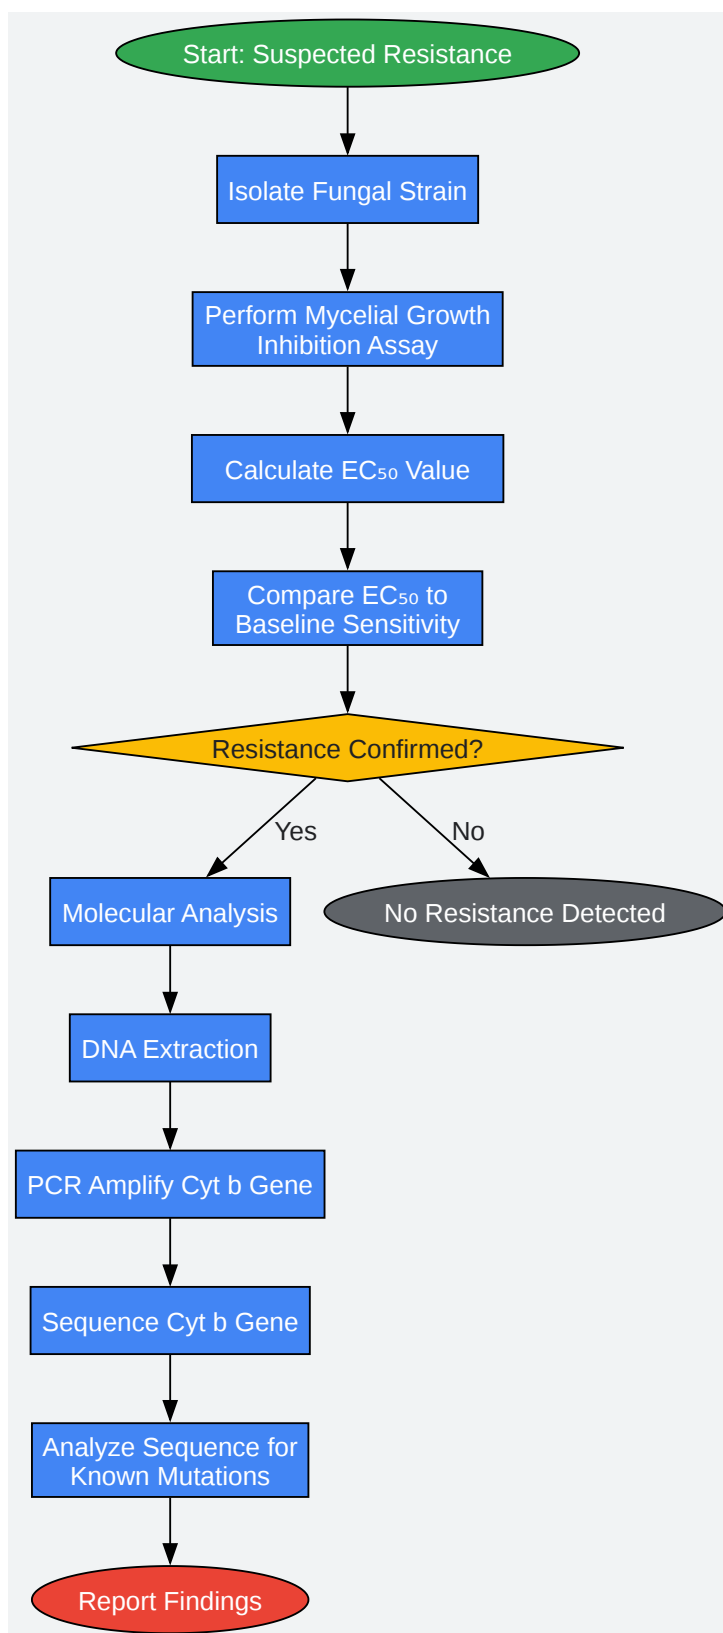 Start: Suspected Resistance
Isolate Fungal Strain
Perform Mycelial Growth
Inhibition Assay
Calculate EC₅₀ Value
Compare EC₅₀ to
Baseline Sensitivity
Resistance Confirmed?
Yes
No
Molecular Analysis
No Resistance Detected
DNA Extraction
PCR Amplify Cyt b Gene
Sequence Cyt b Gene
Analyze Sequence for
Known Mutations
Report Findings